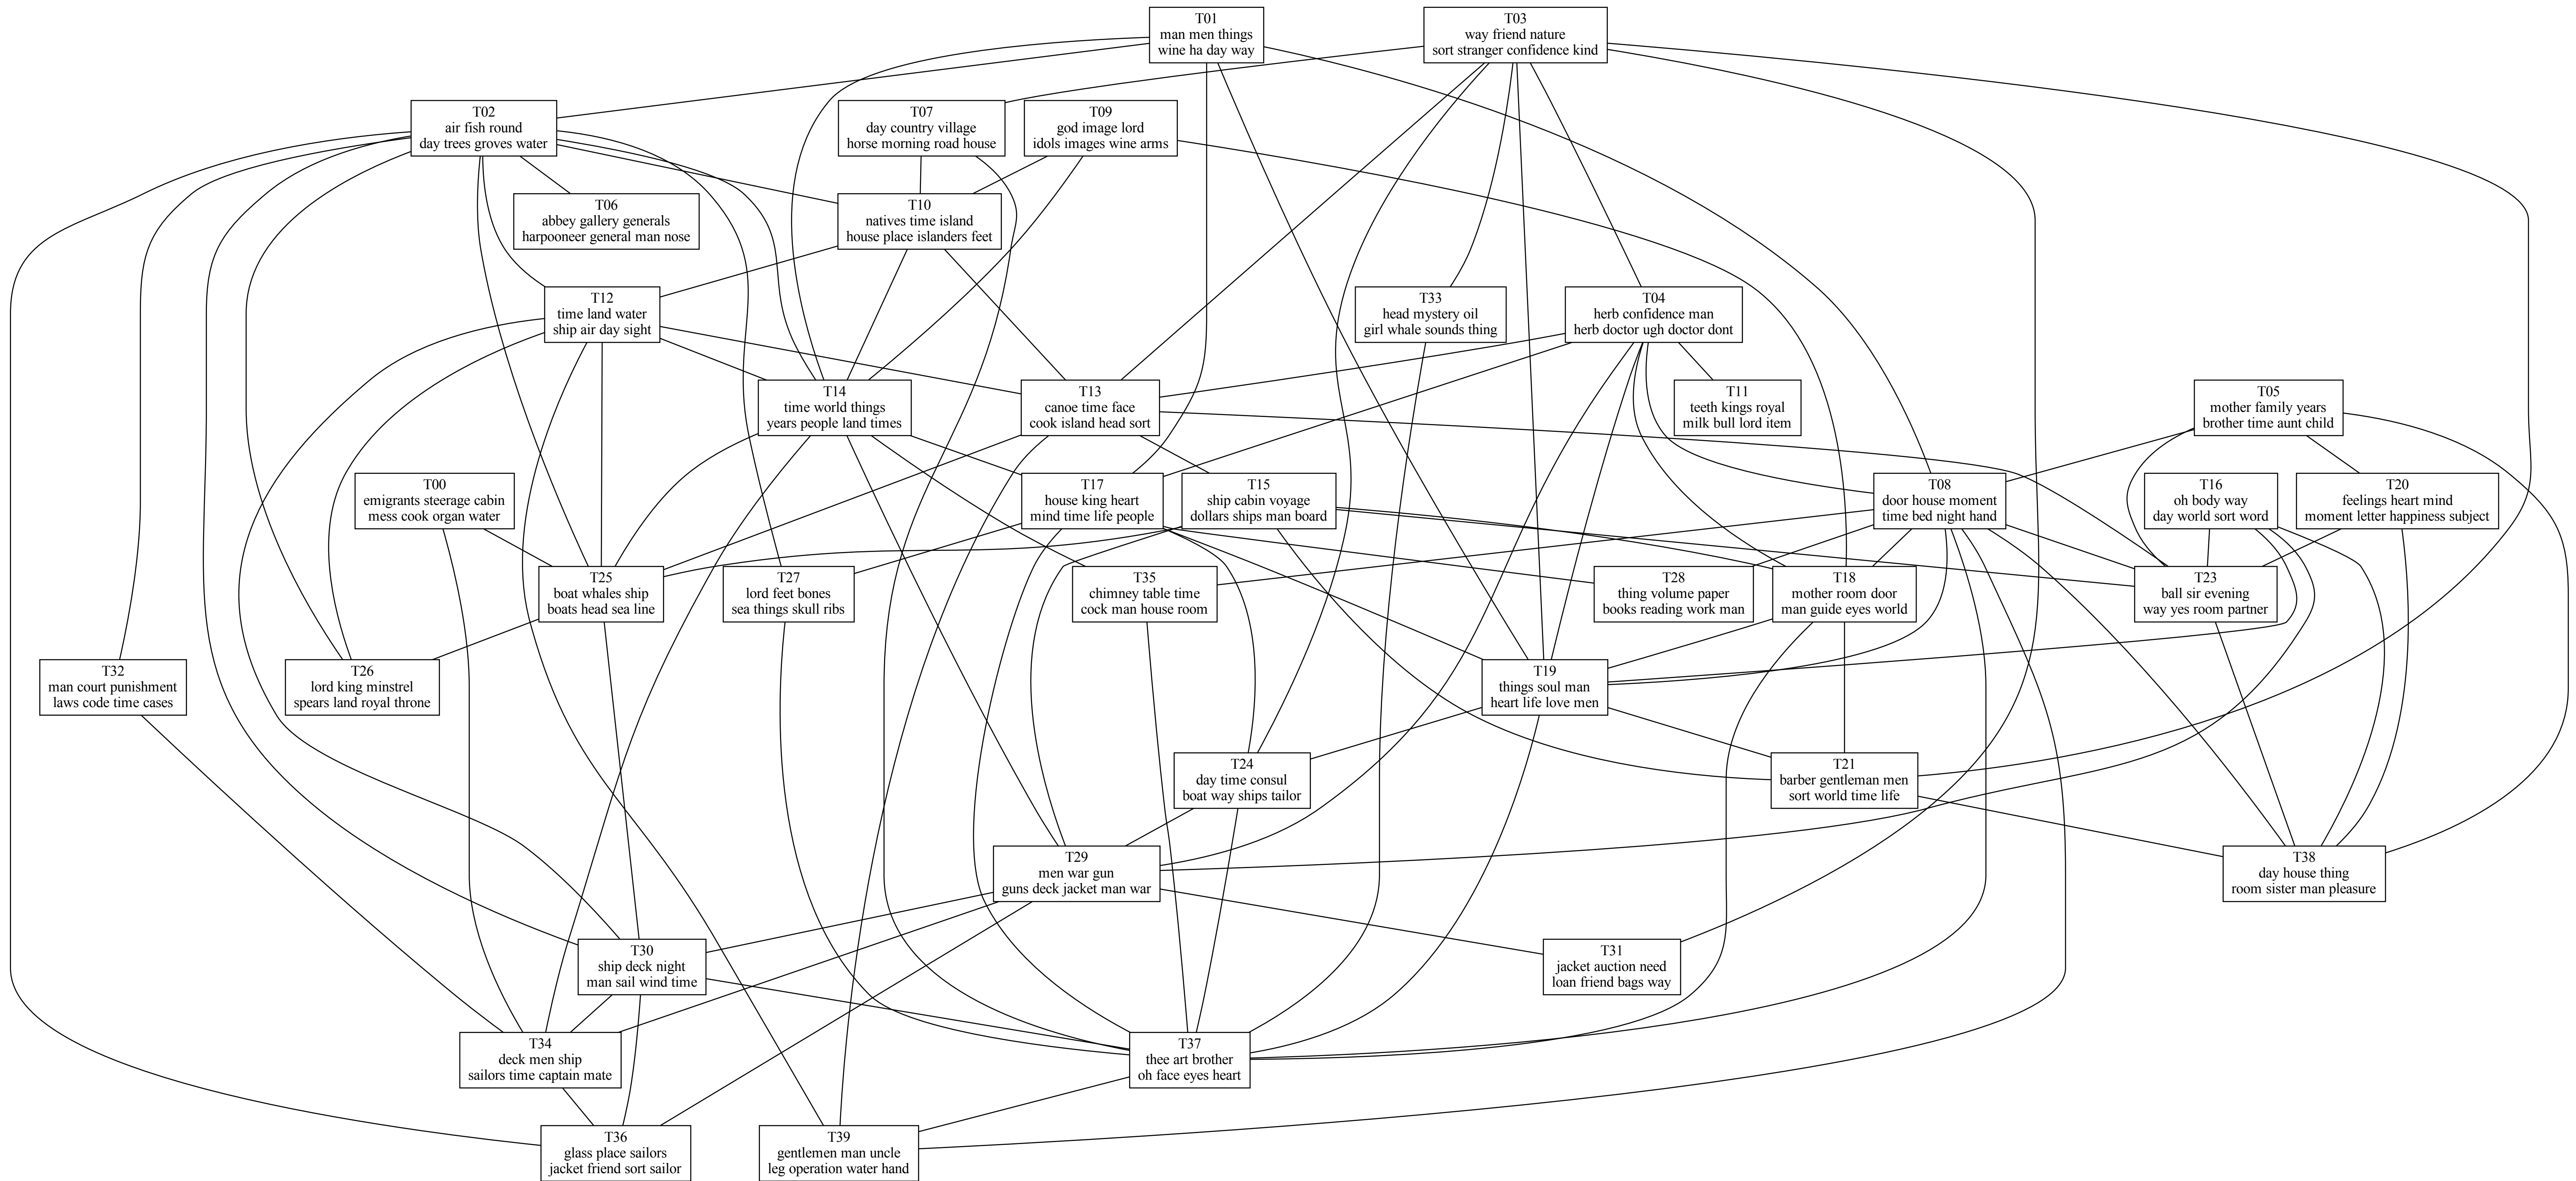 T01
man men things
wine ha day way
T03
way friend nature
sort stranger confidence kind
T02
air fish round
day trees groves water
T07
day country village
horse morning road house
T09
god image lord
idols images wine arms
T06
abbey gallery generals
harpooneer general man nose
T10
natives time island
house place islanders feet
T12
time land water
ship air day sight
T33
head mystery oil
girl whale sounds thing
T04
herb confidence man
herb doctor ugh doctor dont
T14
time world things
years people land times
T13
canoe time face
cook island head sort
T11
teeth kings royal
milk bull lord item
T05
mother family years
brother time aunt child
T00
emigrants steerage cabin
mess cook organ water
T17
house king heart
mind time life people
T15
ship cabin voyage
dollars ships man board
T08
door house moment
time bed night hand
T16
oh body way
day world sort word
T20
feelings heart mind
moment letter happiness subject
T25
boat whales ship
boats head sea line
T27
lord feet bones
sea things skull ribs
T35
chimney table time
cock man house room
T28
thing volume paper
books reading work man
T18
mother room door
man guide eyes world
T23
ball sir evening
way yes room partner
T32
man court punishment
laws code time cases
T26
lord king minstrel
spears land royal throne
T19
things soul man
heart life love men
T24
day time consul
boat way ships tailor
T21
barber gentleman men
sort world time life
T29
men war gun
guns deck jacket man war
T38
day house thing
room sister man pleasure
T30
ship deck night
man sail wind time
T31
jacket auction need
loan friend bags way
T34
deck men ship
sailors time captain mate
T37
thee art brother
oh face eyes heart
T36
glass place sailors
jacket friend sort sailor
T39
gentlemen man uncle
leg operation water hand